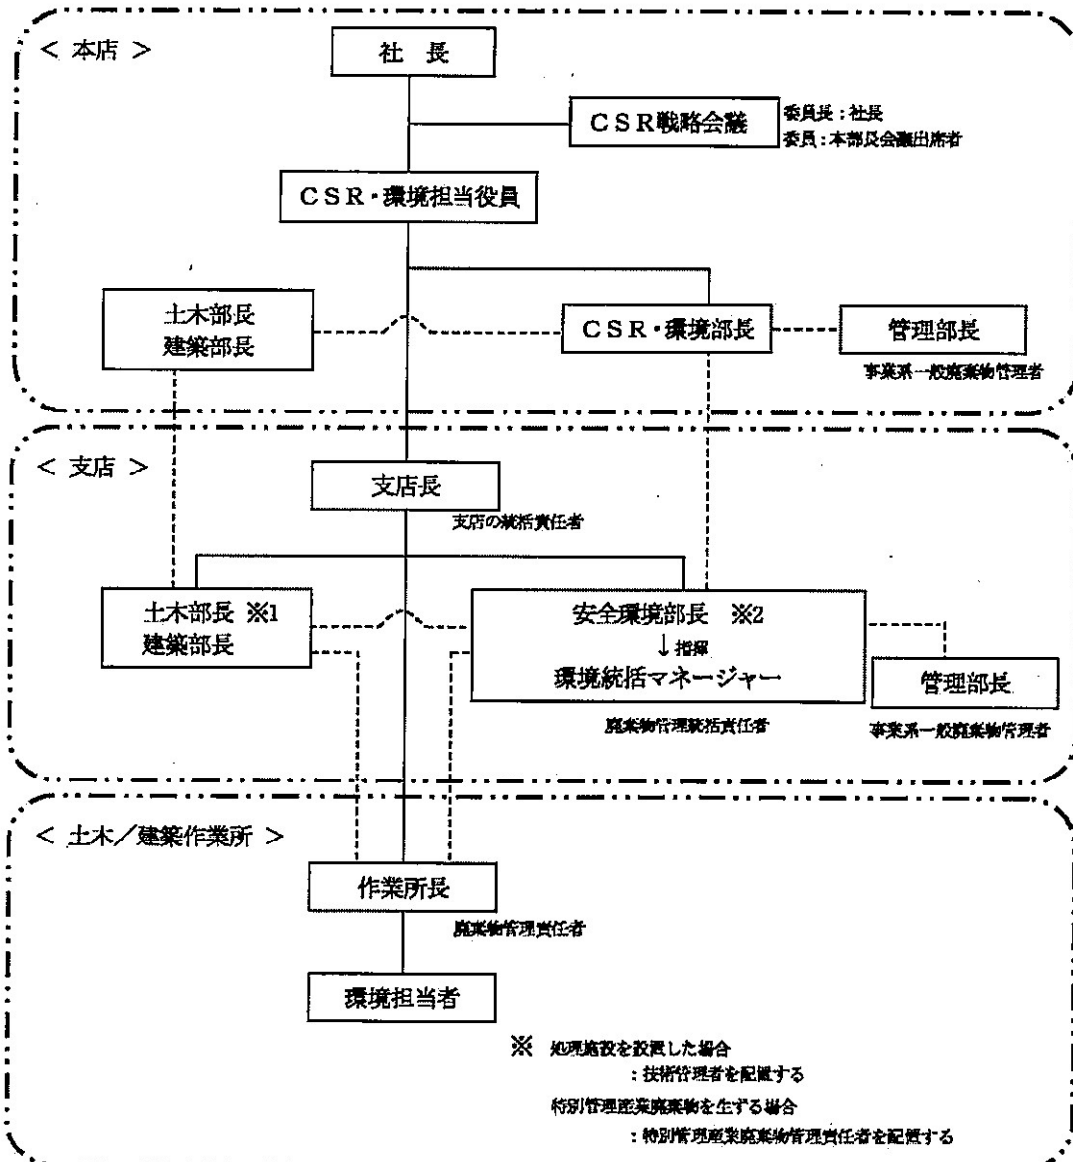 < 本店 >
社 長
CSR戦略会議
委員長：社長
委員：本部長会議出席者
CSR・環境担当役員
土木部長
建築部長
CSR・環境部長
管理部長
事業系一般廃棄物管理者
< 支店 >
支店長
支店の統括責任者
土木部長 ※1
建築部長
安全環境部長 ※2
↓指揮
環境統括マネージャー
廃棄物管理統括責任者
管理部長
事業系一般廃棄物管理者
< 土木／建築作業所 >
作業所長
廃棄物管理責任者
環境担当者
※ 処理施設を設置した場合
：技術管理者を配置する
特別管理産業廃棄物を生ずる場合
：特別管理産業廃棄物管理責任者を配置する